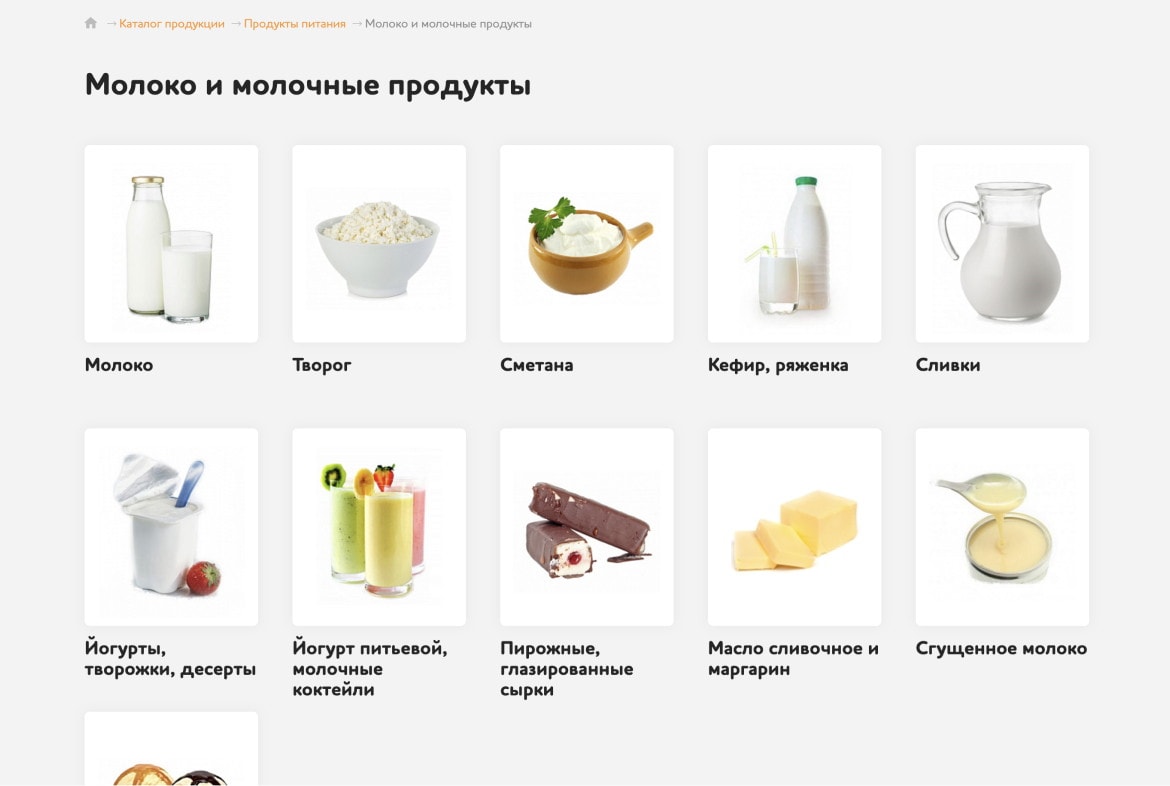 → Каталог продукции → Продукты питания → Молоко и молочные продукты
Молоко и молочные продукты
Молоко
Творог
Сметана
Кефир, ряженка
Сливки
Йогурты,
творожки, десерты
Йогурт питьевой,
молочные
коктейли
Пирожные,
глазированные
сырки
Масло сливочное и
маргарин
Сгущенное молоко